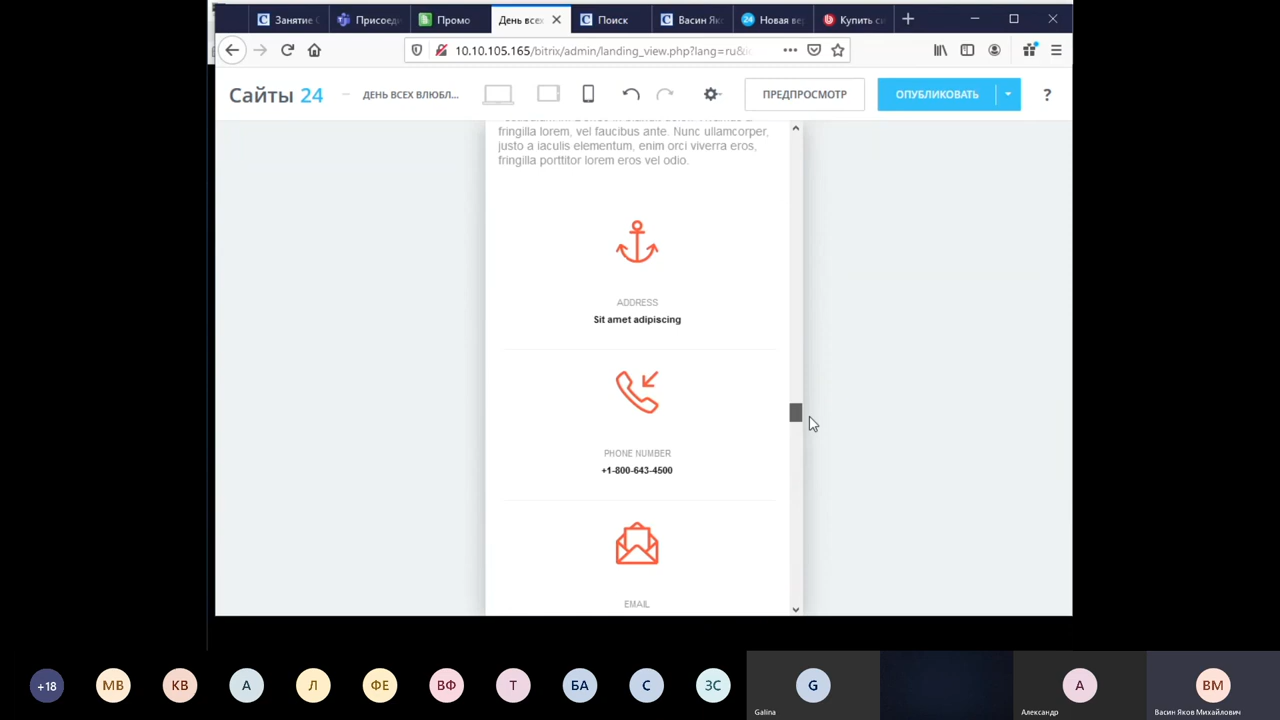 Занятие С
Присоеди
Промо
День всех
Поиск
Васин Як
Новая ве
Купить си
10.10.105.165/bitrix/admin/landing_view.php?lang=ru&i
Сайты 24
ДЕНЬ ВСЕХ ВЛЮБЛ...
ПРЕДПРОСМОТР
ОПУБЛИКОВАТЬ
?
fringilla lorem, vel faucibus ante. Nunc ullamcorper,
justo a iaculis elementum, enim orci viverra eros,
fringilla porttitor lorem eros vel odio.
ADDRESS
Sit amet adipiscing
PHONE NUMBER
+1-800-643-4500
EMAIL
+18
МВ
КВ
А
Л
ФЕ
ВФ
Т
БА
С
ЗС
G
Galina
А
Александр
ВМ
Васин Яков Михайлович